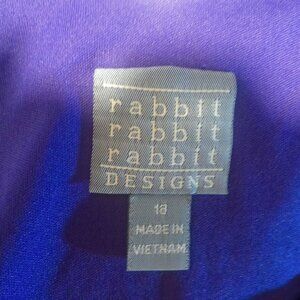 rabbit
rabbit
rabbit
DESIGNS
18
MADE IN
VIETNAM